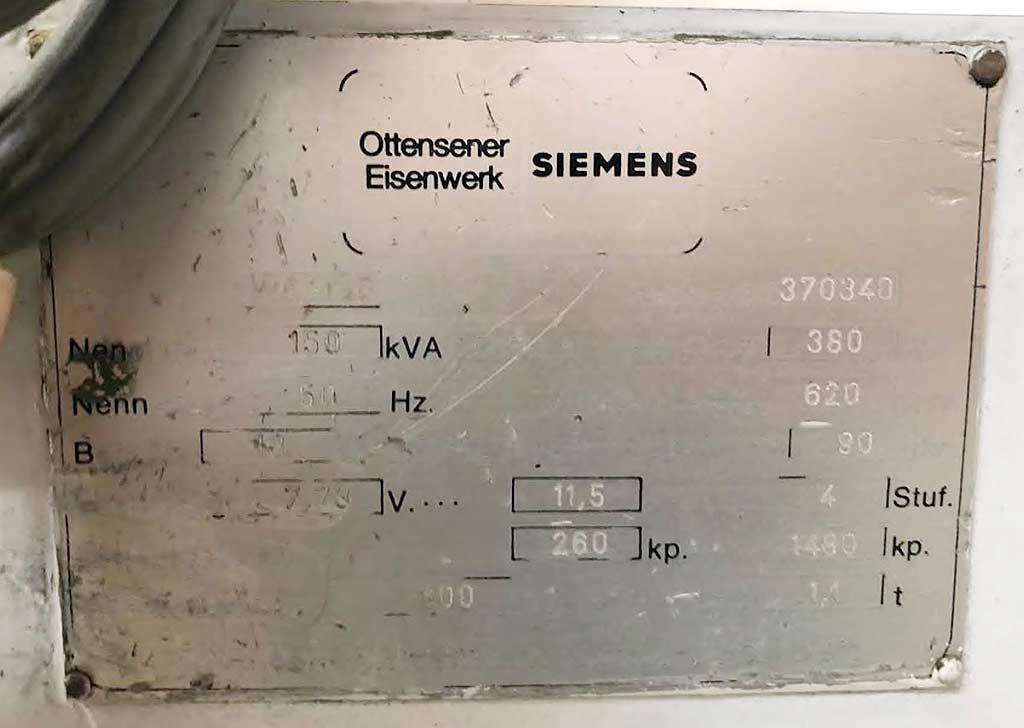 Ottensener
Eisenwerk SIEMENS
370340
150 kVA 380
Nenn 50 Hz. 620
B 90
V.... 11,5 4 Stuf.
260 kp. 1480 kp.
t